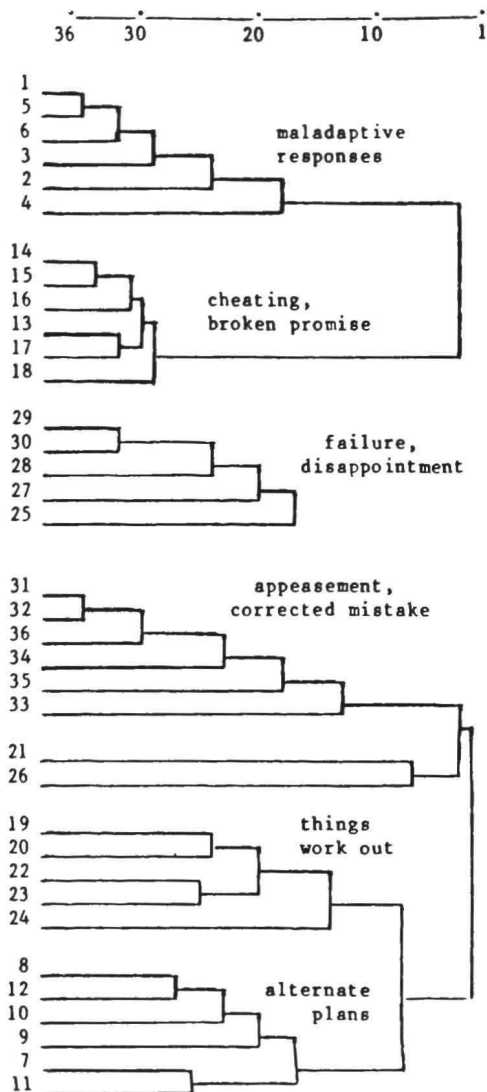 36 30 20 10 1
1
5
6
3
2
4
maladaptive
responses
14
15
16
13
17
18
cheating,
broken promise
29
30
28
27
25
failure,
disappointment
31
32
36
34
35
33
appeasement,
corrected mistake
21
26
19
20
22
23
24
things
work out
8
12
10
9
7
11
alternate
plans